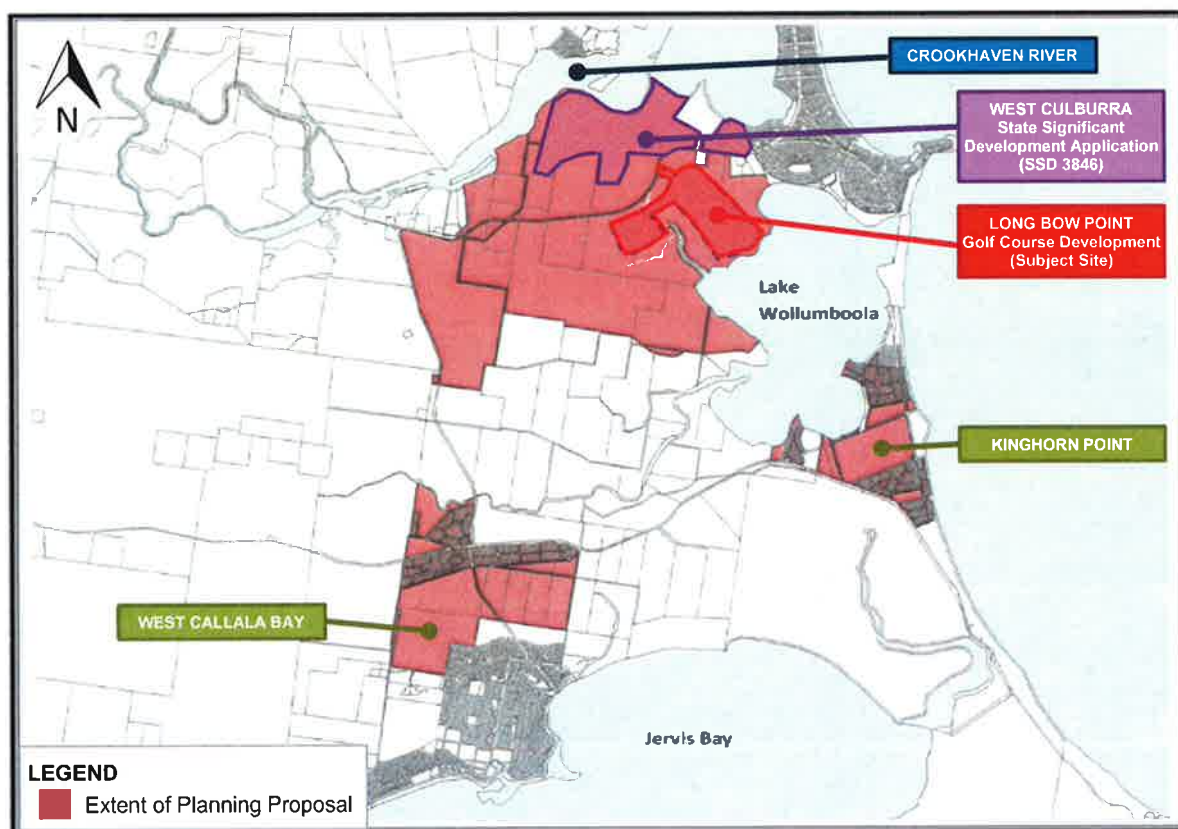 CROOKHAVEN RIVER
WEST CULBURRA
State Significant
Development Application
(SSD 3846)
N
LONG BOW POINT
Golf Course Development
(Subject Site)
Lake
Wollumboola
KINGHORN POINT
WEST CALLALA BAY
Jervis Bay
LEGEND
Extent of Planning Proposal